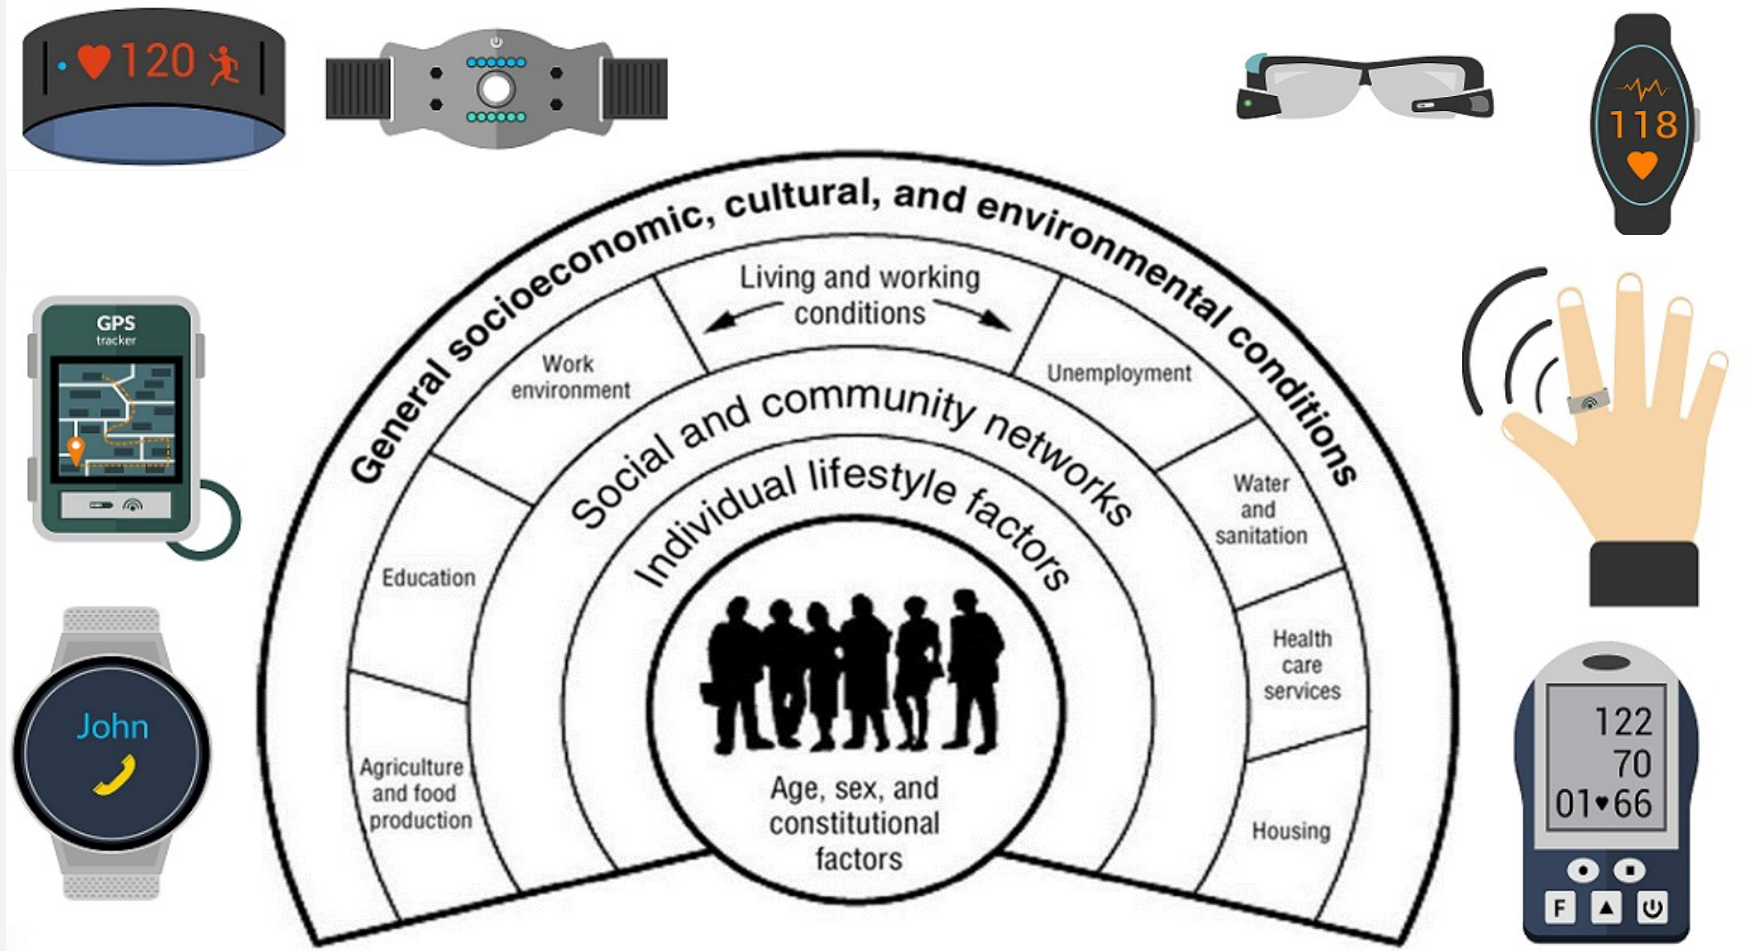 120
118
General socioeconomic, cultural, and environmental conditions
Living and working
conditions
Work
environment
Unemployment
GPS
tracker
Social and community networks
Water
and
sanitation
Individual lifestyle factors
Education
Health
care
services
John
122
70
01♥66
Agriculture
and food
production
Age, sex, and
constitutional
factors
Housing
F